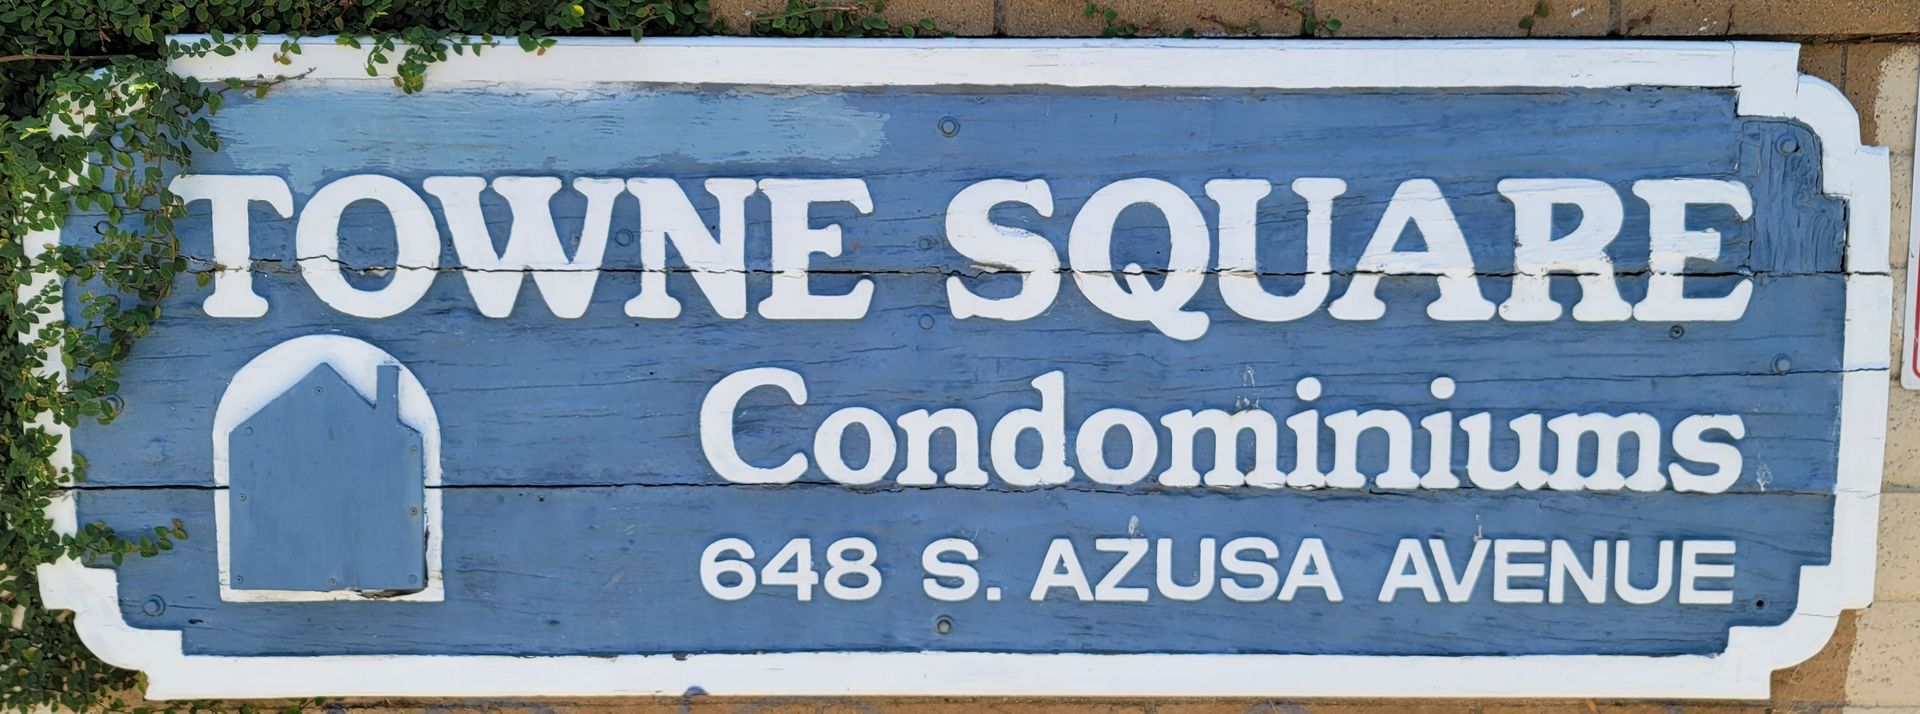 TOWNE SQUARE
Condominiums
648 S. AZUSA AVENUE